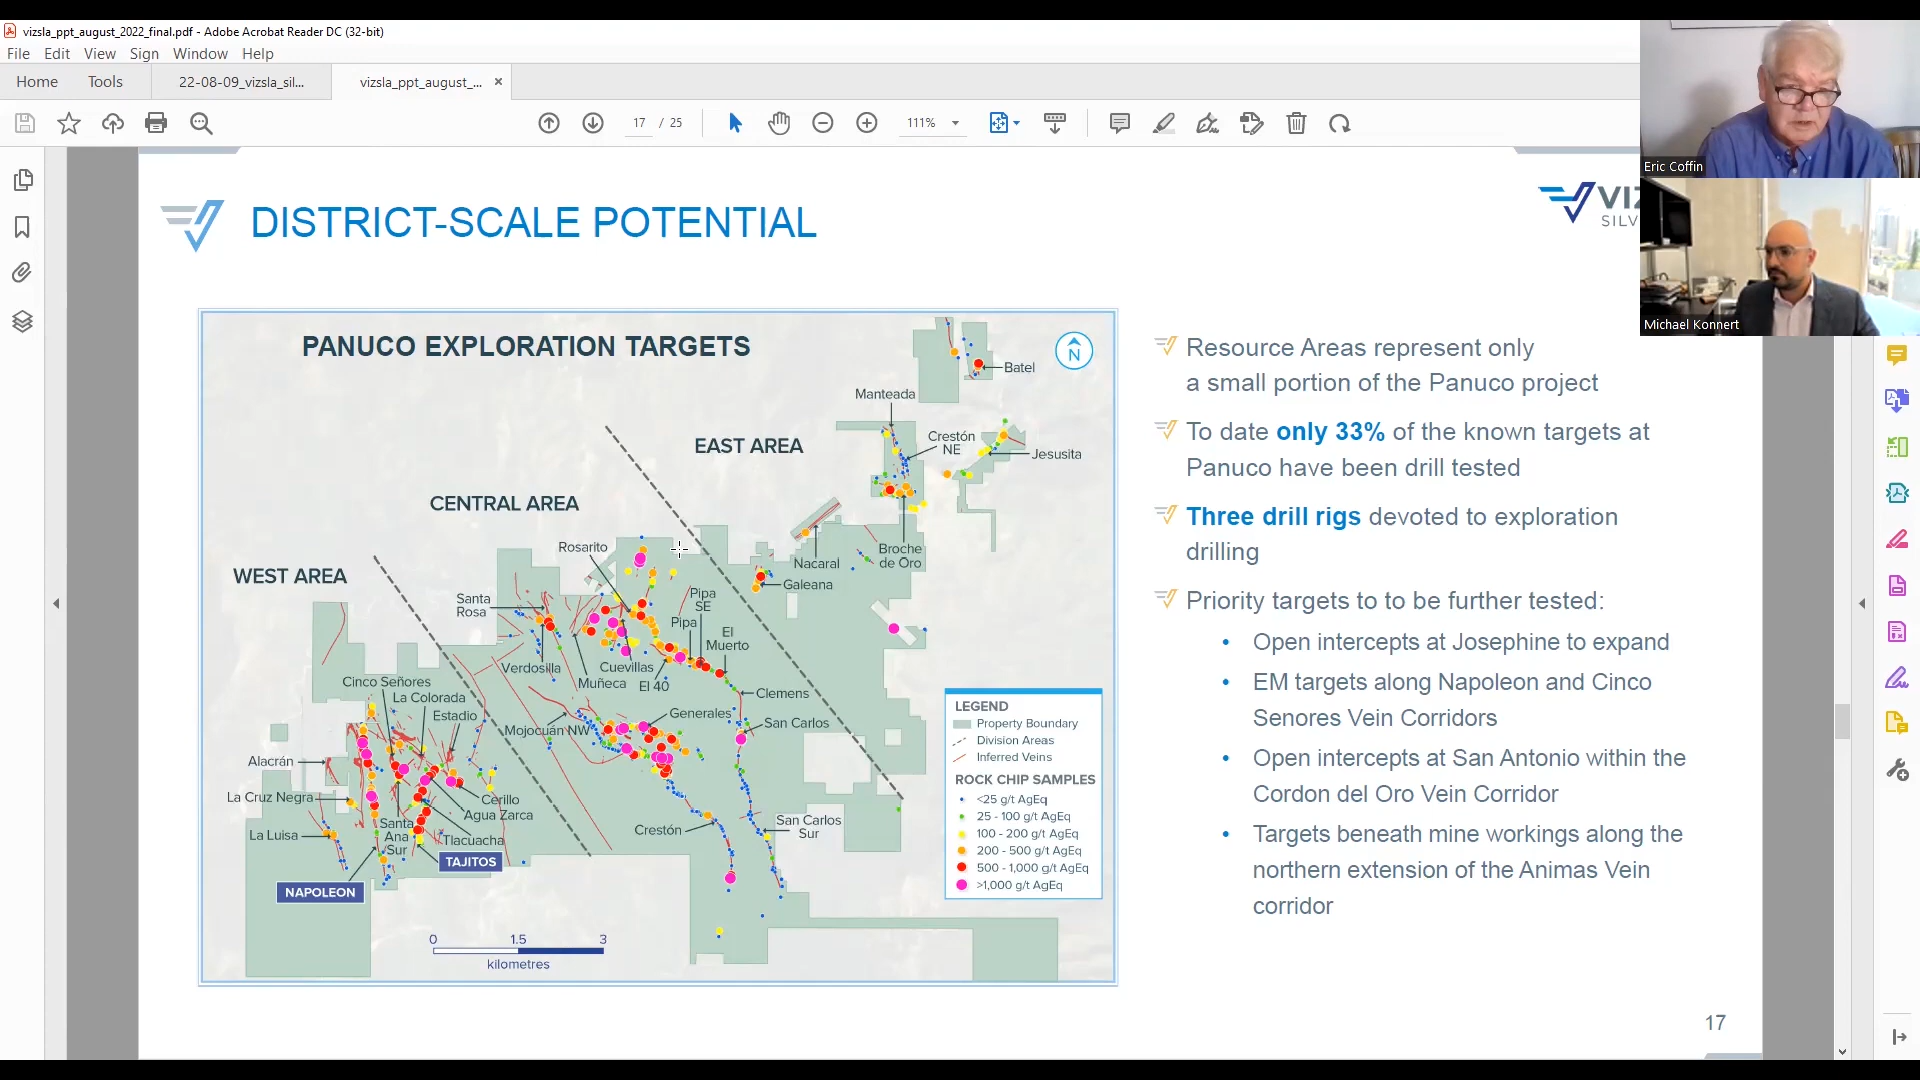 vizsla_ppt_august_2022_final.pdf - Adobe Acrobat Reader DC (32-bit)
File Edit View Sign Window Help
Home Tools 22-08-09_vizsla_sil... vizsla_ppt_august_... ×
17 / 25 111%
Eric Coffin
Michael Konnert
DISTRICT-SCALE POTENTIAL
SILV
PANUCO EXPLORATION TARGETS
N
Batel
Manteada
EAST AREA
Crestón
NE
Jesusita
CENTRAL AREA
Rosarito
Nacaral
Broche
de Oro
WEST AREA
Galeana
Santa
Rosa
Pipa
SE
Pipa
El
Muerto
Verdosilla
Cuevillas
Muñeca
El 40
Cinco Señores
La Colorada
Estadio
Clemens
Generales
San Carlos
Mojocuán NW
Alacrán
La Cruz Negra
Cerillo
Agua Zarca
La Luisa
Santa
Ana
Sur
Tlacuacha
Crestón
San Carlos
Sur
TAJITOS
NAPOLEON
0 1.5 3
kilometres
LEGEND
Property Boundary
Division Areas
Inferred Veins
ROCK CHIP SAMPLES
<25 g/t AgEq
25 - 100 g/t AgEq
100 - 200 g/t AgEq
200 - 500 g/t AgEq
500 - 1,000 g/t AgEq
>1,000 g/t AgEq
Resource Areas represent only
a small portion of the Panuco project
To date only 33% of the known targets at
Panuco have been drill tested
Three drill rigs devoted to exploration
drilling
Priority targets to to be further tested:
• Open intercepts at Josephine to expand
• EM targets along Napoleon and Cinco
Senores Vein Corridors
• Open intercepts at San Antonio within the
Cordon del Oro Vein Corridor
• Targets beneath mine workings along the
northern extension of the Animas Vein
corridor
17